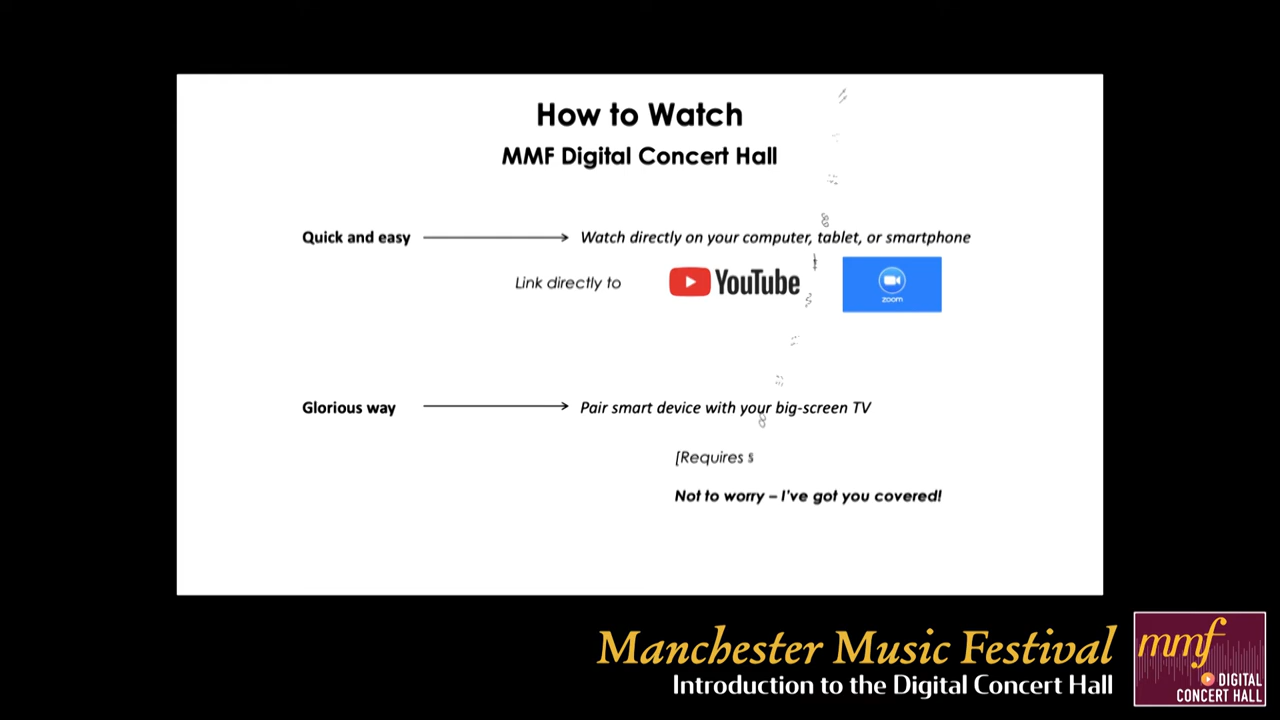 How to Watch
MMF Digital Concert Hall
Quick and easy
Watch directly on your computer, tablet, or smartphone
Link directly to
YouTube
zoom
Glorious way
Pair smart device with your big-screen TV
[Requires s
Not to worry – I've got you covered!
Manchester Music Festival
Introduction to the Digital Concert Hall
mmf
DIGITAL
CONCERT HALL